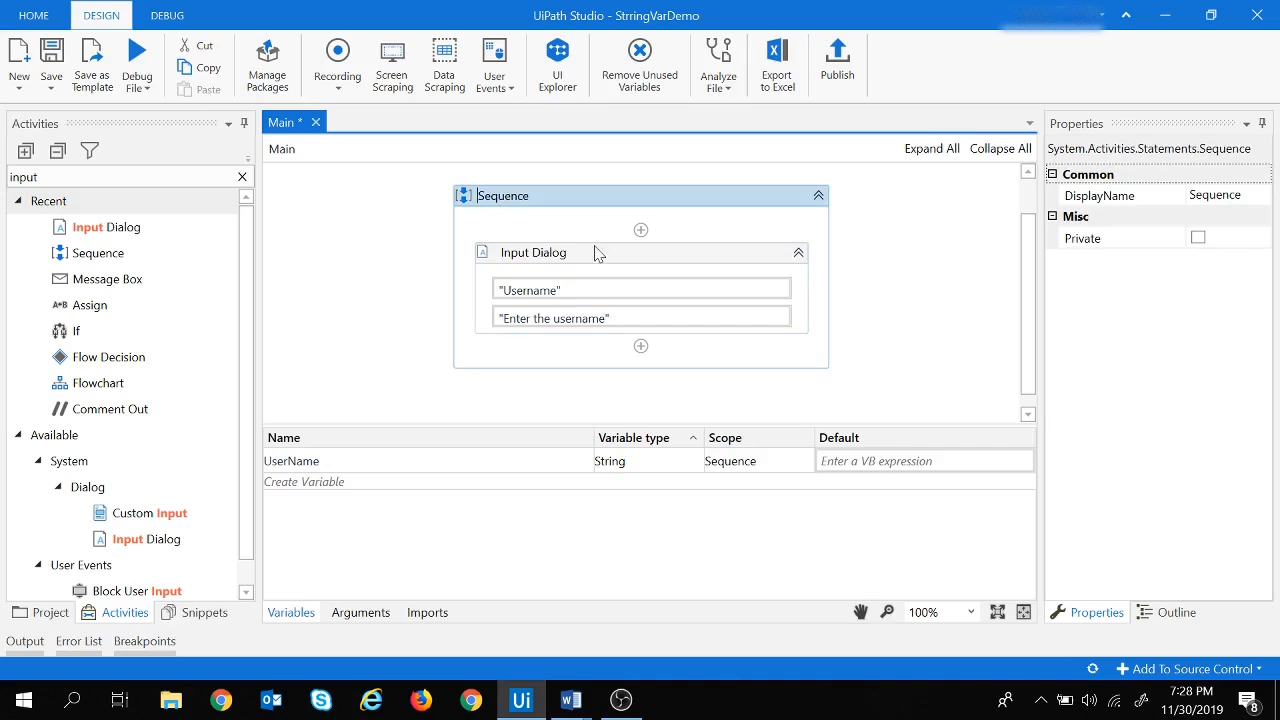 HOME
DESIGN
DEBUG
UiPath Studio - StrringVarDemo
New
Save
Save as Template
Debug File
Cut
Copy
Paste
Manage Packages
Recording
Screen Scraping
Data Scraping
User Events
UI Explorer
Remove Unused Variables
Analyze File
Export to Excel
Publish
Activities
input
Recent
Input Dialog
Sequence
Message Box
A*B Assign
If
Flow Decision
Flowchart
Comment Out
Available
System
Dialog
Custom Input
Input Dialog
User Events
Block User Input
Project
Activities
Snippets
Main *
Main
Expand All
Collapse All
Sequence
Input Dialog
"Username"
"Enter the username"
Name
Variable type
Scope
Default
UserName
String
Sequence
Enter a VB expression
Create Variable
Variables
Arguments
Imports
100%
Properties
System.Activities.Statements.Sequence
Common
DisplayName
Sequence
Misc
Private
Properties
Outline
Output
Error List
Breakpoints
Add To Source Control
Ui
7:28 PM
11/30/2019
8